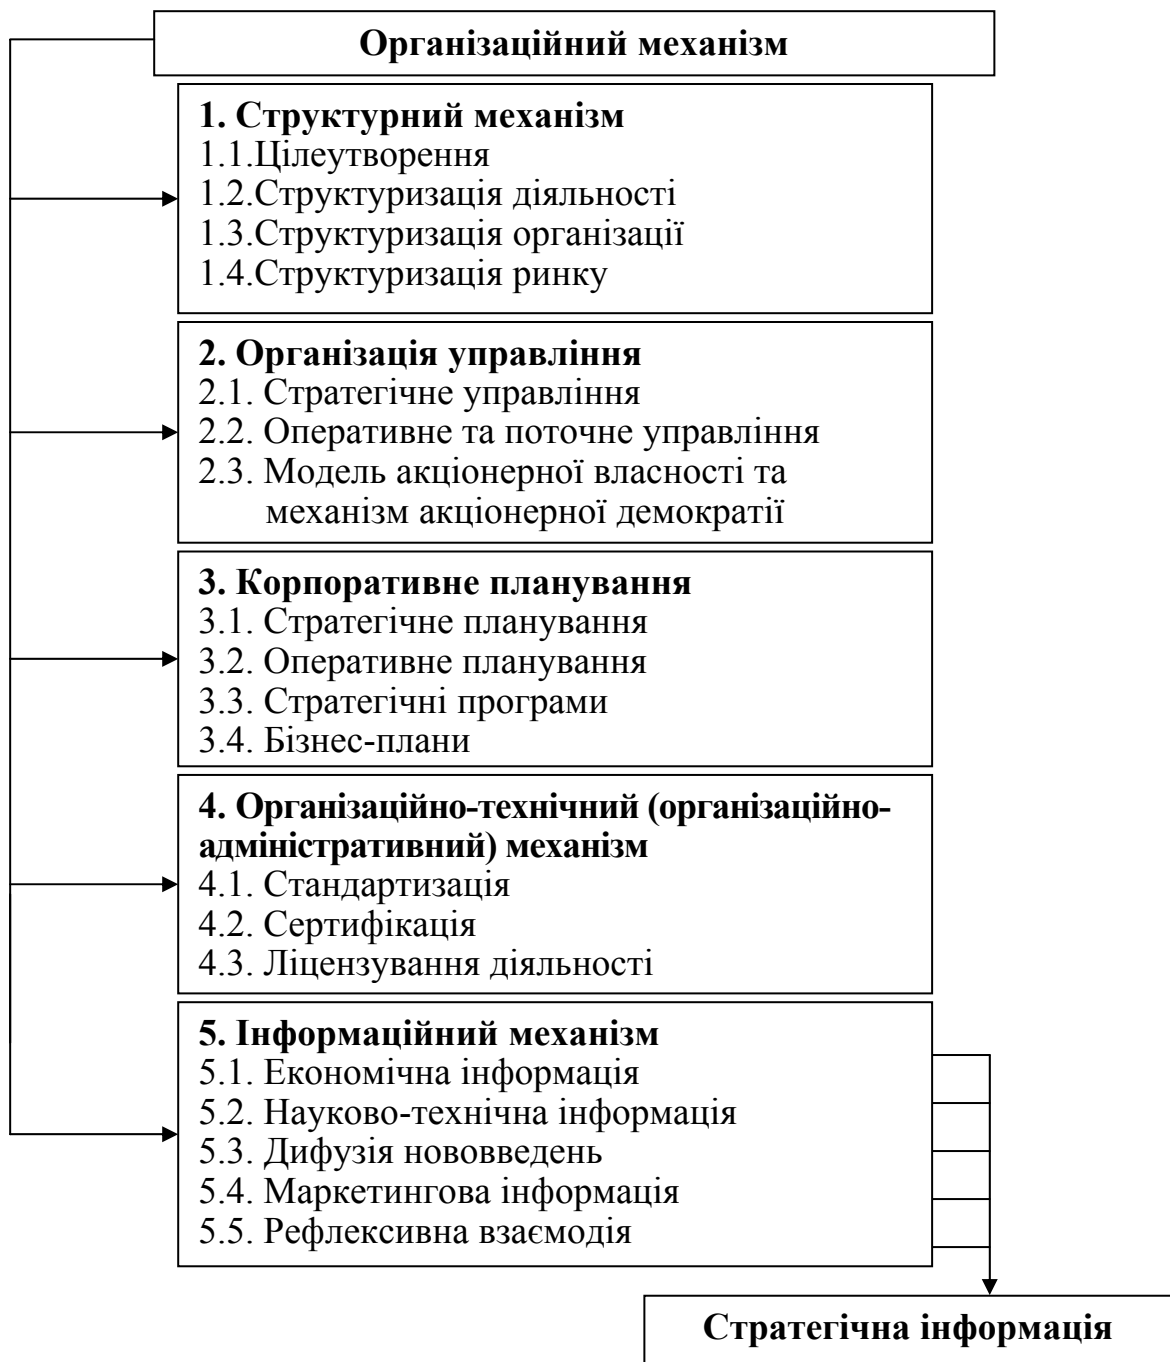 Організаційний механізм
1. Структурний механізм
1.1.Цілеутворення
1.2.Структуризація діяльності
1.3.Структуризація організації
1.4.Структуризація ринку
2. Організація управління
2.1. Стратегічне управління
2.2. Оперативне та поточне управління
2.3. Модель акціонерної власності та
механізм акціонерної демократії
3. Корпоративне планування
3.1. Стратегічне планування
3.2. Оперативне планування
3.3. Стратегічні програми
3.4. Бізнес-плани
4. Організаційно-технічний (організаційно-
адміністративний) механізм
4.1. Стандартизація
4.2. Сертифікація
4.3. Ліцензування діяльності
5. Інформаційний механізм
5.1. Економічна інформація
5.2. Науково-технічна інформація
5.3. Дифузія нововведень
5.4. Маркетингова інформація
5.5. Рефлексивна взаємодія
Стратегічна інформація